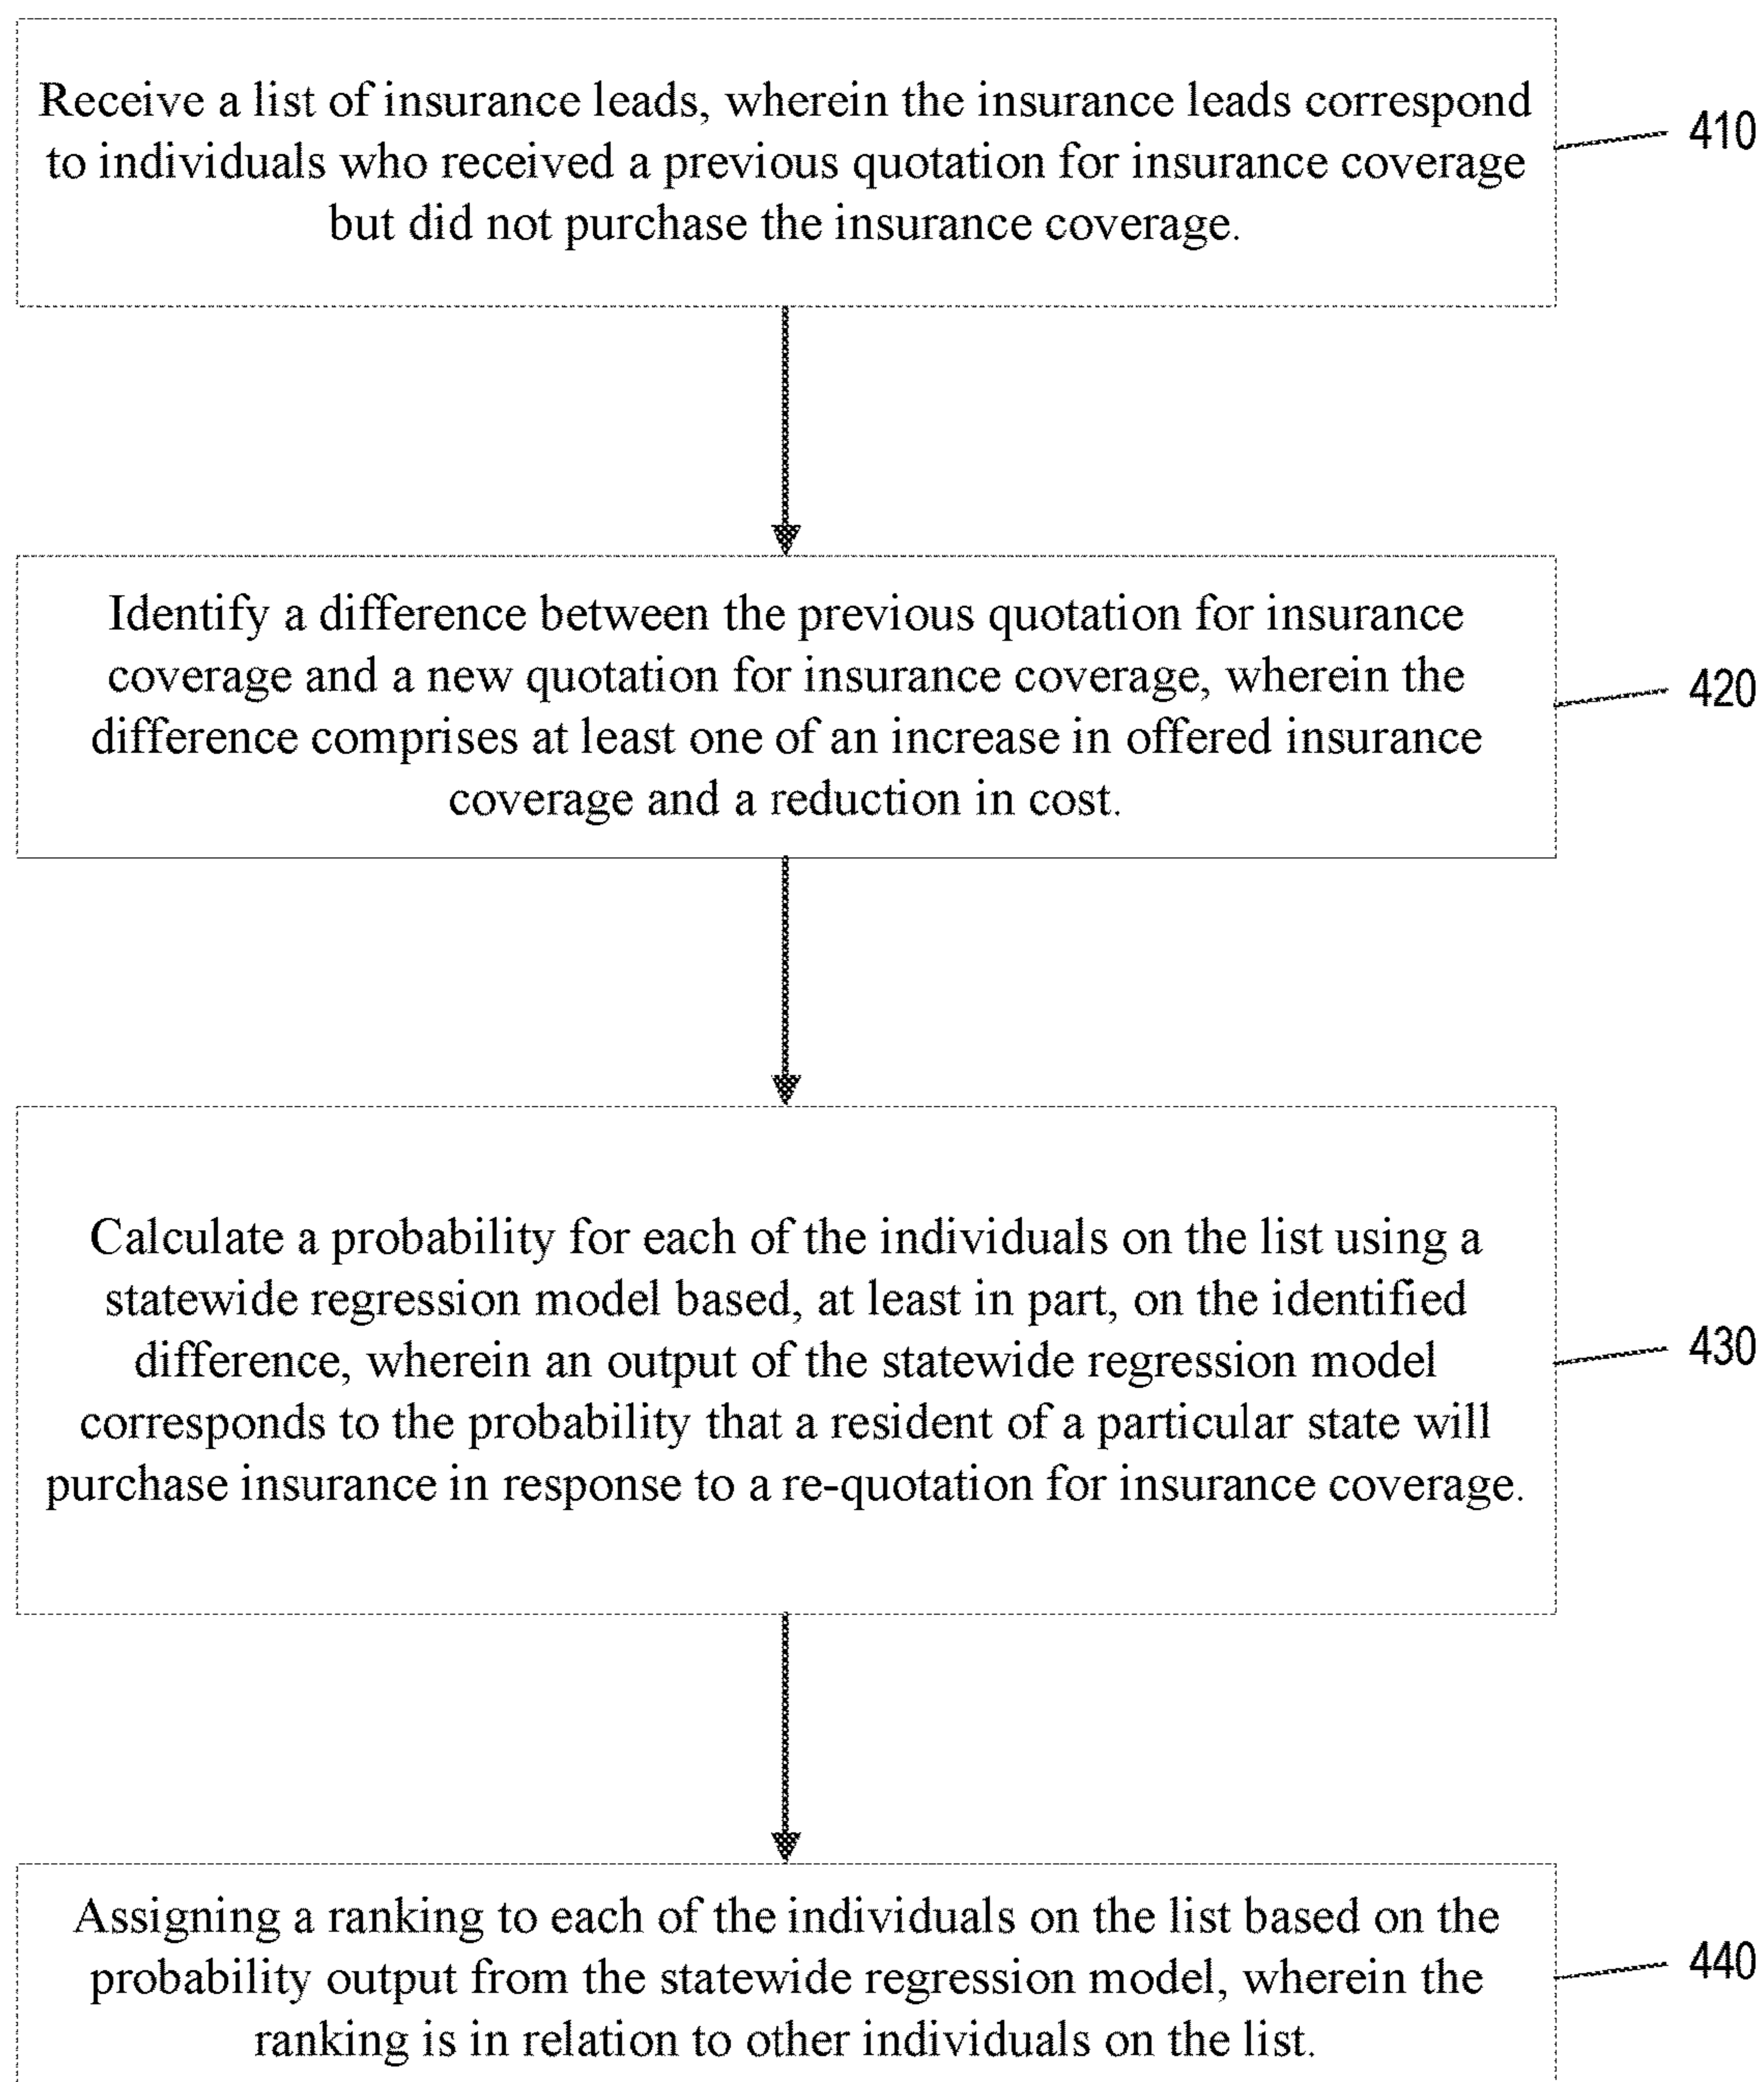 Receive a list of insurance leads, wherein the insurance leads correspond
to individuals who received a previous quotation for insurance coverage
but did not purchase the insurance coverage.
410
Identify a difference between the previous quotation for insurance
coverage and a new quotation for insurance coverage, wherein the
difference comprises at least one of an increase in offered insurance
coverage and a reduction in cost.
420
Calculate a probability for each of the individuals on the list using a
statewide regression model based, at least in part, on the identified
difference, wherein an output of the statewide regression model
corresponds to the probability that a resident of a particular state will
purchase insurance in response to a re-quotation for insurance coverage.
430
Assigning a ranking to each of the individuals on the list based on the
probability output from the statewide regression model, wherein the
ranking is in relation to other individuals on the list.
440